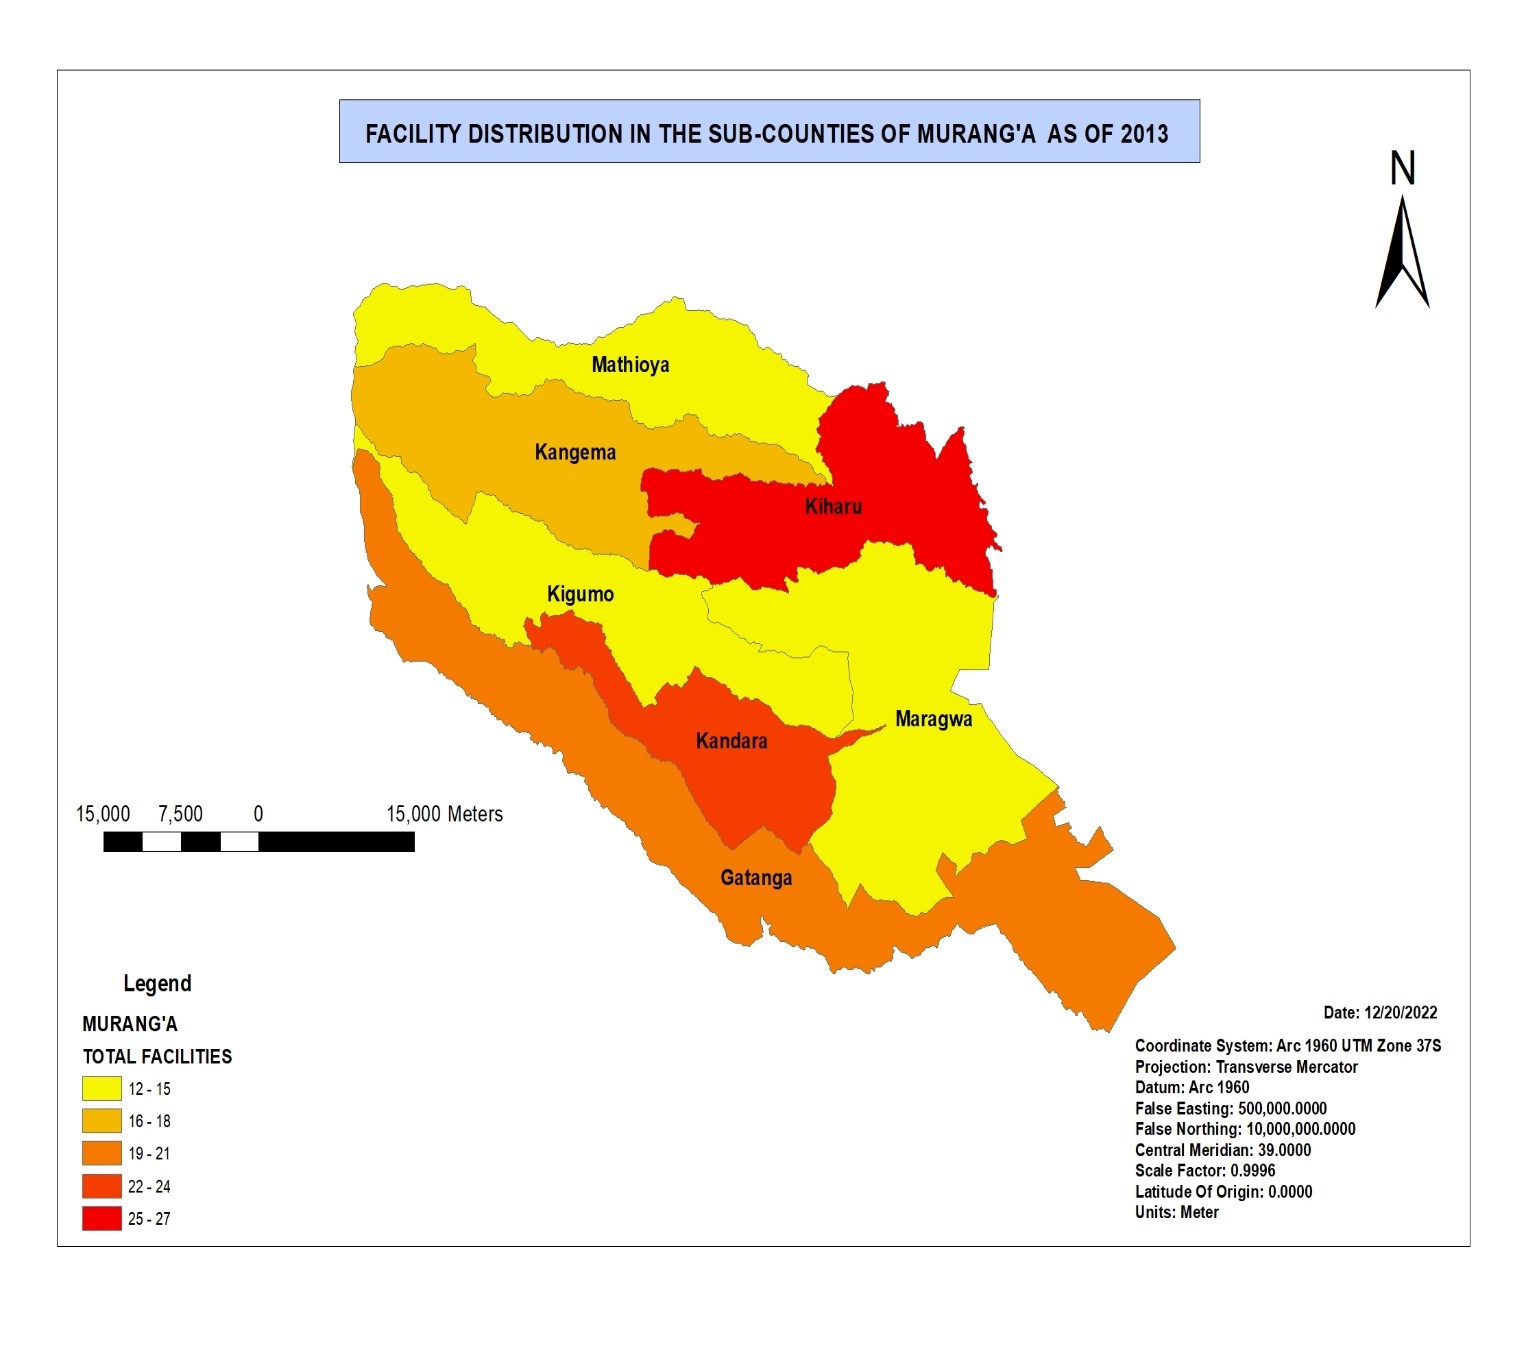 FACILITY DISTRIBUTION IN THE SUB-COUNTIES OF MURANG'A AS OF 2013
N
Mathioya
Kangema
Kiharu
Kigumo
Maragwa
Kandara
15,000 7,500 0 15,000 Meters
Gatanga
Legend
MURANG'A
TOTAL FACILITIES
12 - 15
16 - 18
19 - 21
22 - 24
25 - 27
Date: 12/20/2022
Coordinate System: Arc 1960 UTM Zone 37S
Projection: Transverse Mercator
Datum: Arc 1960
False Easting: 500,000.0000
False Northing: 10,000,000.0000
Central Meridian: 39.0000
Scale Factor: 0.9996
Latitude Of Origin: 0.0000
Units: Meter